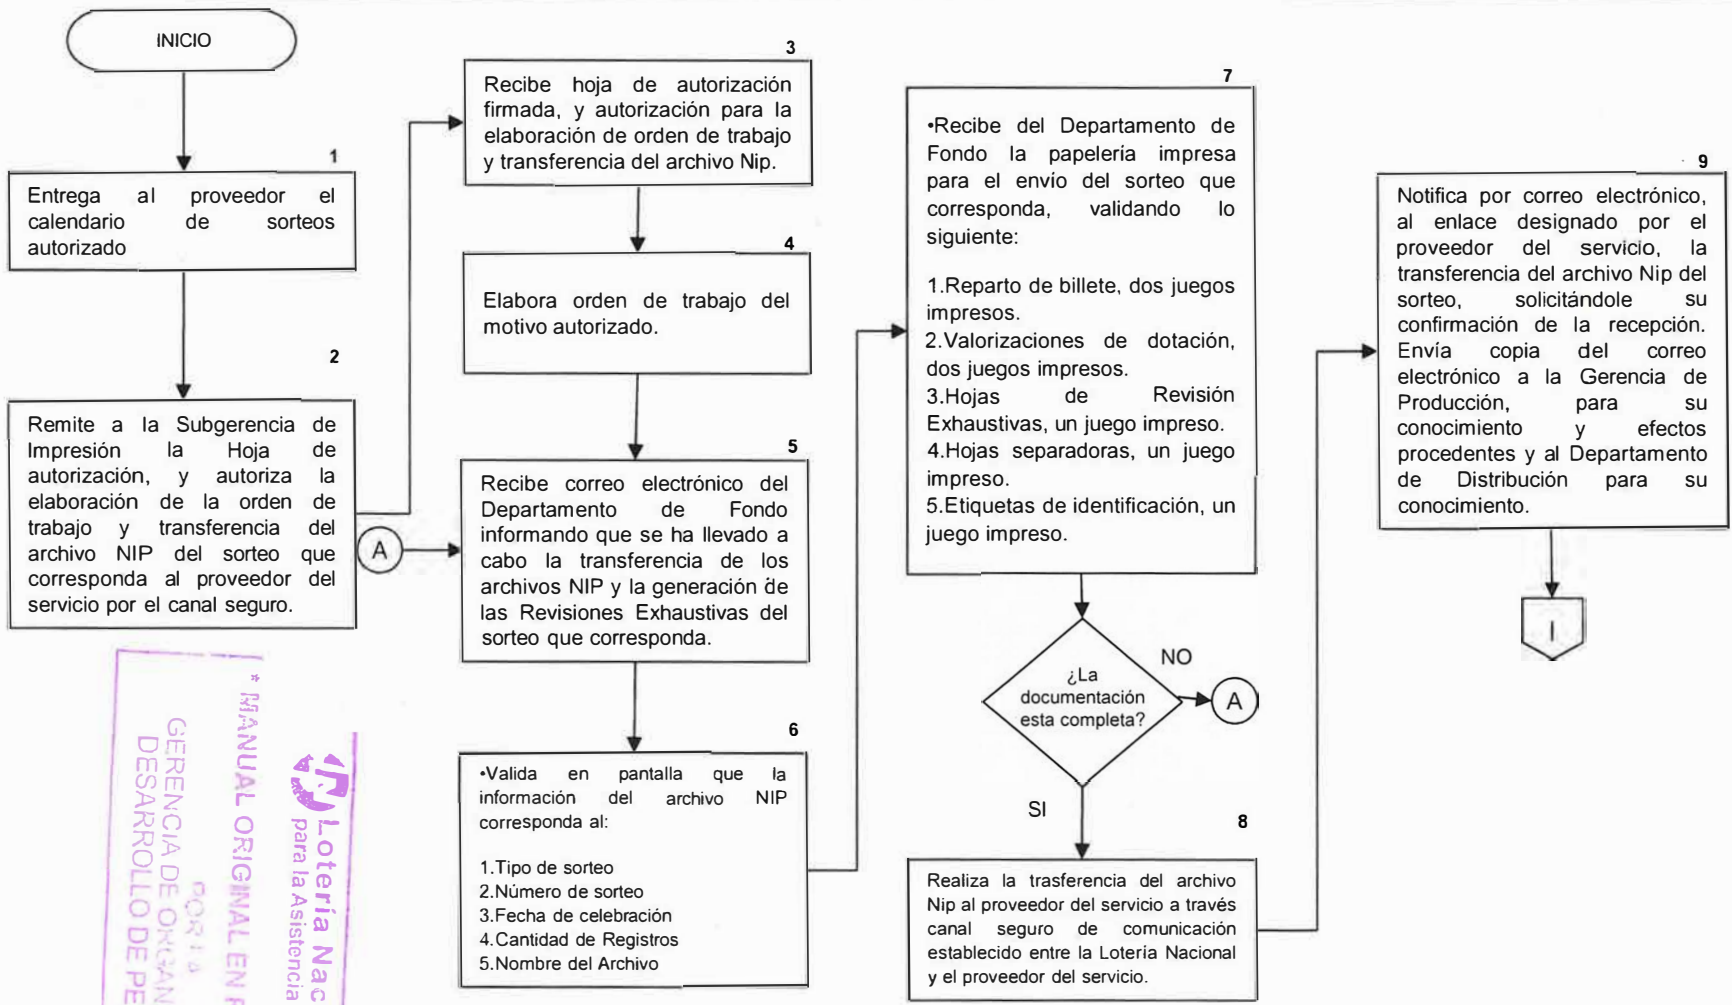 INICIO
1
Entrega al proveedor el
calendario de sorteos
autorizado
2
Remite a la Subgerencia de
Impresión la Hoja de
autorización, y autoriza la
elaboración de la orden de
trabajo y transferencia del
archivo NIP del sorteo que
corresponda al proveedor del
servicio por el canal seguro.
3
Recibe hoja de autorización
firmada, y autorización para la
elaboración de orden de trabajo
y transferencia del archivo Nip.
4
Elabora orden de trabajo del
motivo autorizado.
A
5
Recibe correo electrónico del
Departamento de Fondo
informando que se ha llevado a
cabo la transferencia de los
archivos NIP y la generación de
las Revisiones Exhaustivas del
sorteo que corresponda.
6
•Valida en pantalla que la
información del archivo NIP
corresponda al:
1.Tipo de sorteo
2.Número de sorteo
3.Fecha de celebración
4.Cantidad de Registros
5.Nombre del Archivo
7
•Recibe del Departamento de
Fondo la papelería impresa
para el envío del sorteo que
corresponda, validando lo
siguiente:
1.Reparto de billete, dos juegos
impresos.
2.Valorizaciones de dotación,
dos juegos impresos.
3.Hojas de Revisión
Exhaustivas, un juego impreso.
4.Hojas separadoras, un juego
impreso.
5.Etiquetas de identificación, un
juego impreso.
¿La
documentación
esta completa?
NO
A
SI
8
Realiza la trasferencia del archivo
Nip al proveedor del servicio a través
canal seguro de comunicación
establecido entre la Lotería Nacional
y el proveedor del servicio.
9
Notifica por correo electrónico,
al enlace designado por el
proveedor del servicio, la
transferencia del archivo Nip del
sorteo, solicitándole su
confirmación de la recepción.
Envía copia del correo
electrónico a la Gerencia de
Producción, para su
conocimiento y efectos
procedentes y al Departamento
de Distribución para su
conocimiento.
I
Lotería Nac
para la Asistencia
* MANUAL ORIGINAL EN
POR LA
GERENCIA DE ORGAN
DESARROLLO DE PE